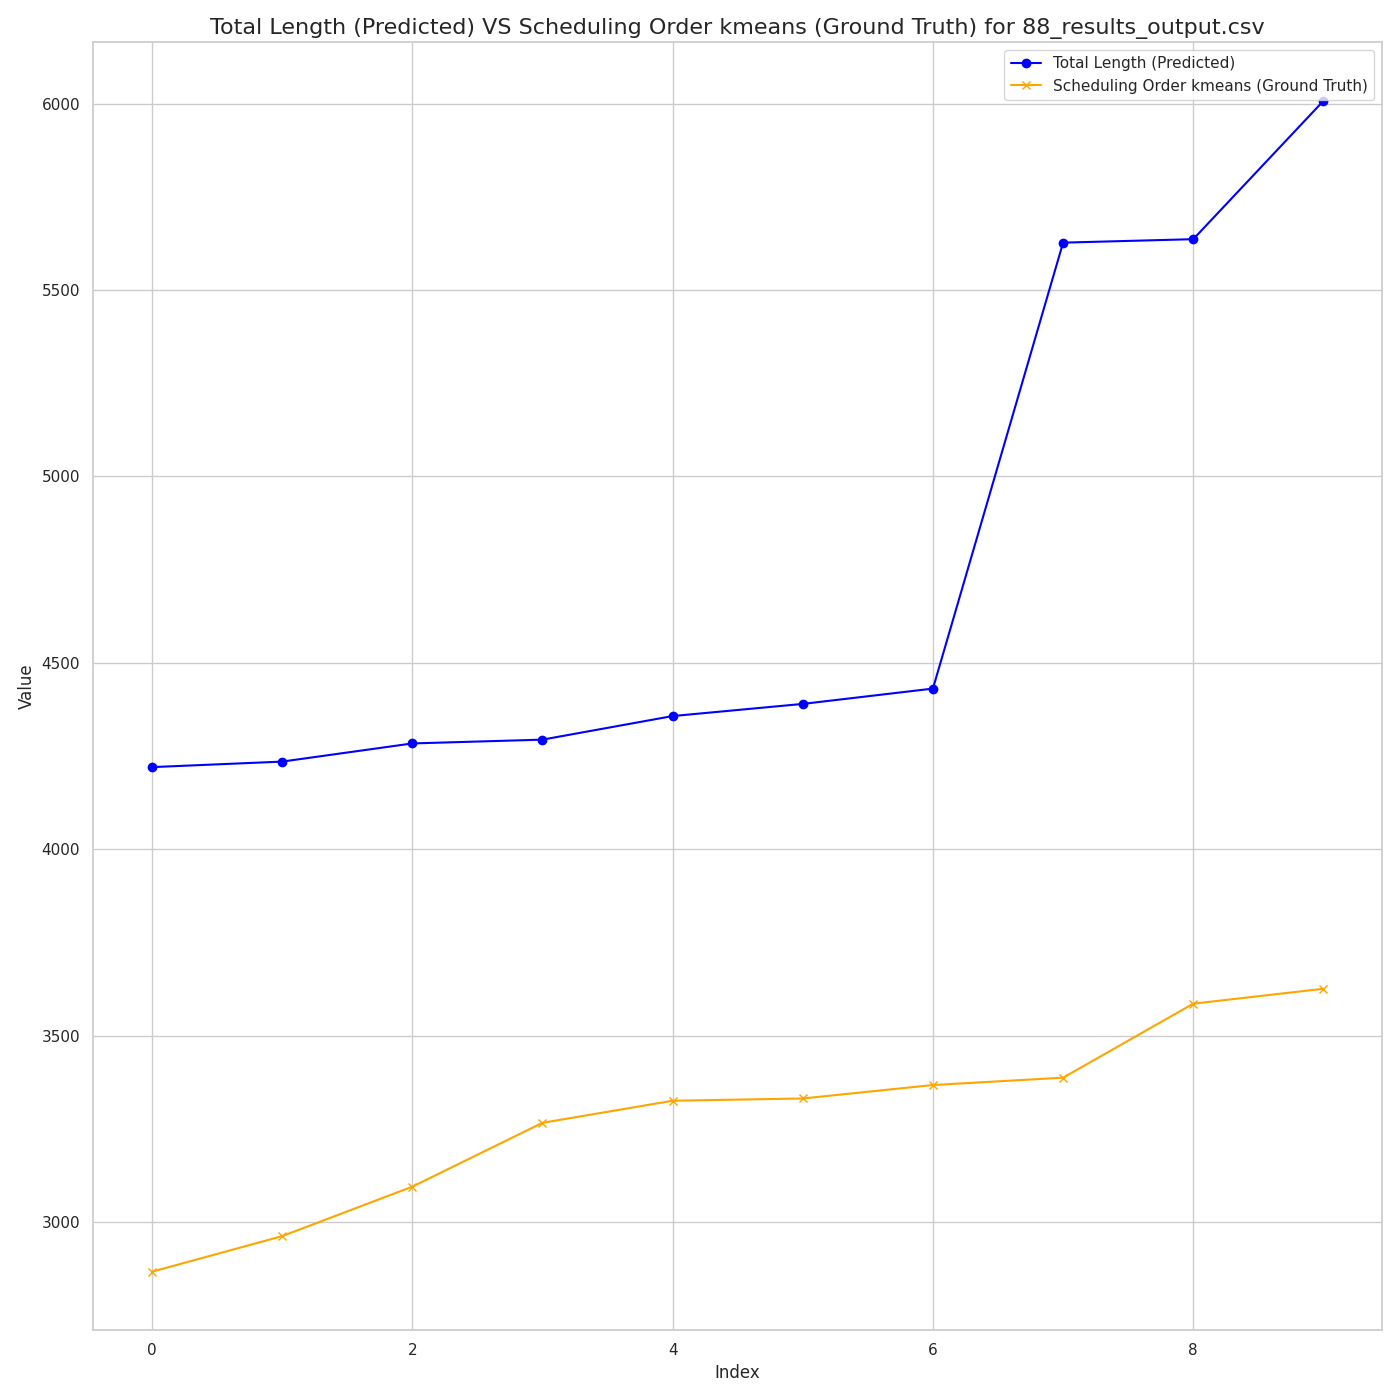 Total Length (Predicted) VS Scheduling Order kmeans (Ground Truth) for 88_results_output.csv
Total Length (Predicted)
Scheduling Order kmeans (Ground Truth)
6000
5500
5000
4500
4000
3500
3000
Value
0 2 4 6 8
Index